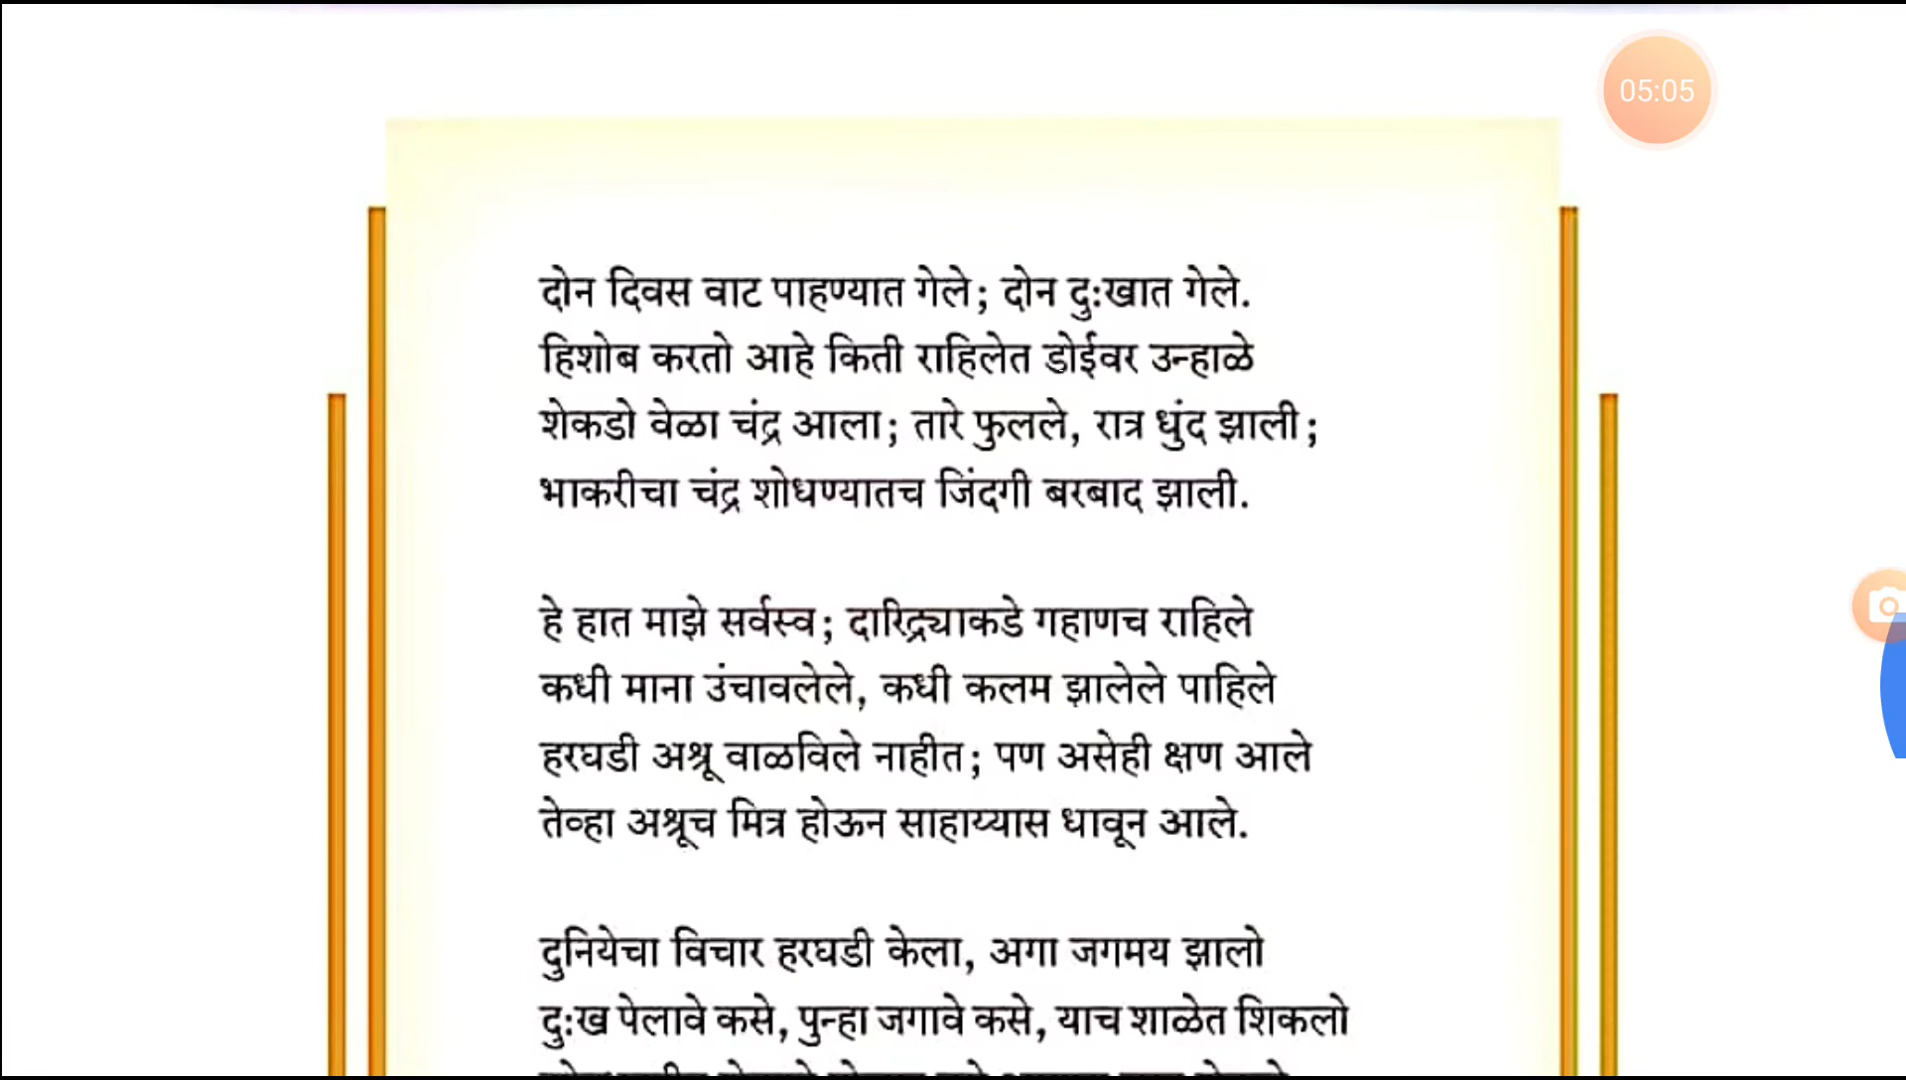 05:05
दोन दिवस वाट पाहण्यात गेले; दोन दुःखात गेले.
हिशोब करतो आहे किती राहिलेत डोईवर उन्हाळे
शेकडो वेळा चंद्र आला; तारे फुलले, रात्र धुंद झाली;
भाकरीचा चंद्र शोधण्यातच जिंदगी बरबाद झाली.
हे हात माझे सर्वस्व; दारिद्र्याकडे गहाणच राहिले
कधी माना उंचावलेले, कधी कलम झालेले पाहिले
हरघडी अश्रू वाळविले नाहीत; पण असेही क्षण आले
तेव्हा अश्रूच मित्र होऊन साहाय्यास धावून आले.
दुनियेचा विचार हरघडी केला, अगा जगमय झालो
दुःख पेलावे कसे, पुन्हा जगावे कसे, याच शाळेत शिकलो